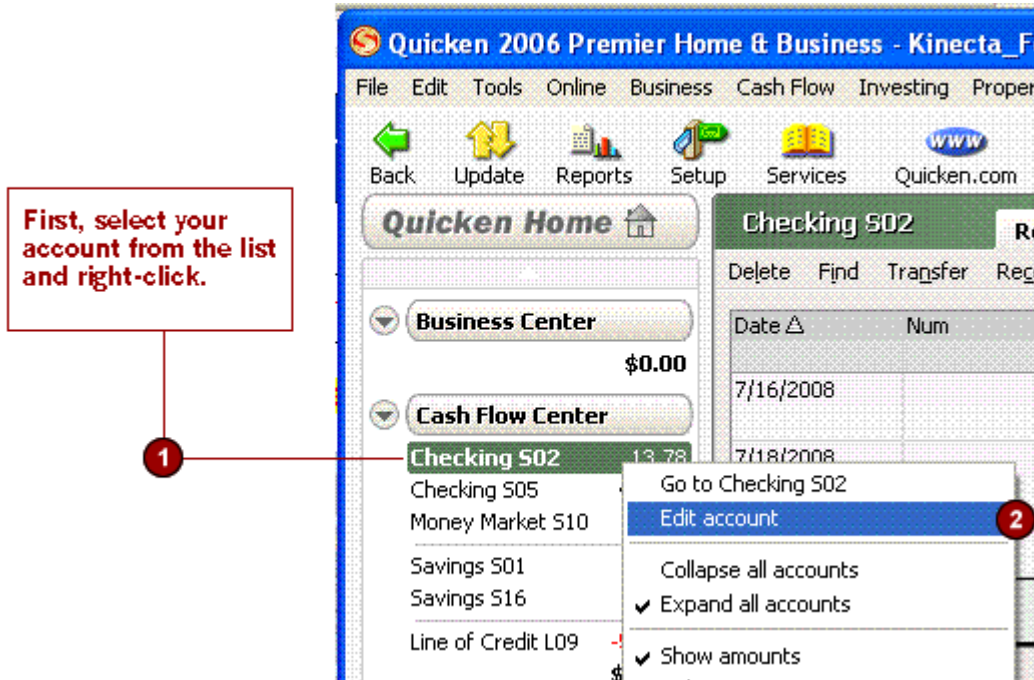 Quicken 2006 Premier Home & Business - Kinecta_F
File Edit Tools Online Business Cash Flow Investing Proper
Back Update Reports Setup Services Quicken.com
www
First, select your
account from the list
and right-click.
Quicken Home
Checking S02
Delete Find Transfer
Business Center
$0.00
Date Num
7/16/2008
Cash Flow Center
1
Checking S02 13.78
7/18/2008
Checking S05
Money Market S10
Savings S01
Savings S16
Line of Credit L09
Go to Checking S02
Edit account
2
Collapse all accounts
Expand all accounts
Show amounts